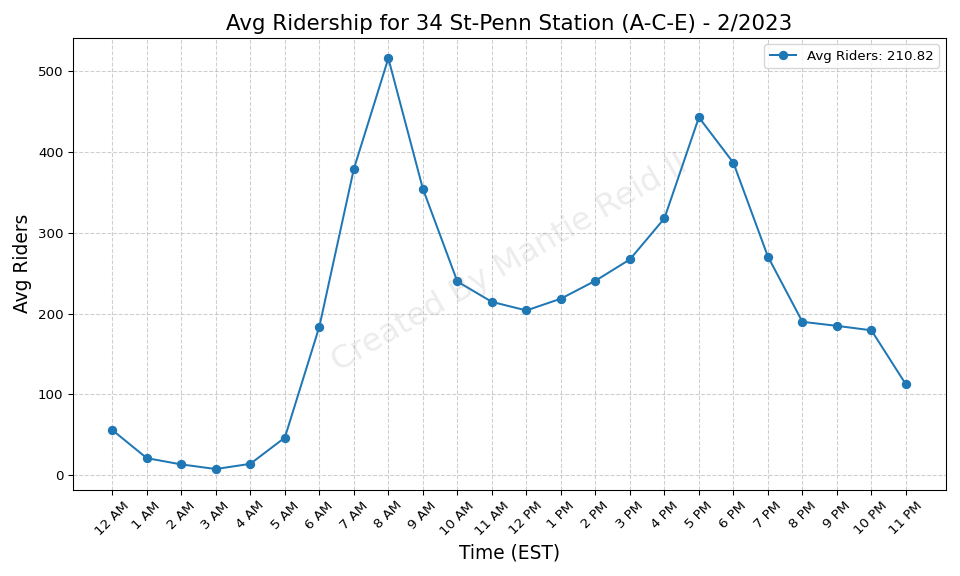 Avg Ridership for 34 St-Penn Station (A-C-E) - 2/2023
Avg Riders: 210.82
500
400
300
200
100
0
Avg Riders
Created By Mantie Reid II
12 AM
1 AM
2 AM
3 AM
4 AM
5 AM
6 AM
7 AM
8 AM
9 AM
10 AM
11 AM
12 PM
1 PM
2 PM
3 PM
4 PM
5 PM
6 PM
7 PM
8 PM
9 PM
10 PM
11 PM
Time (EST)